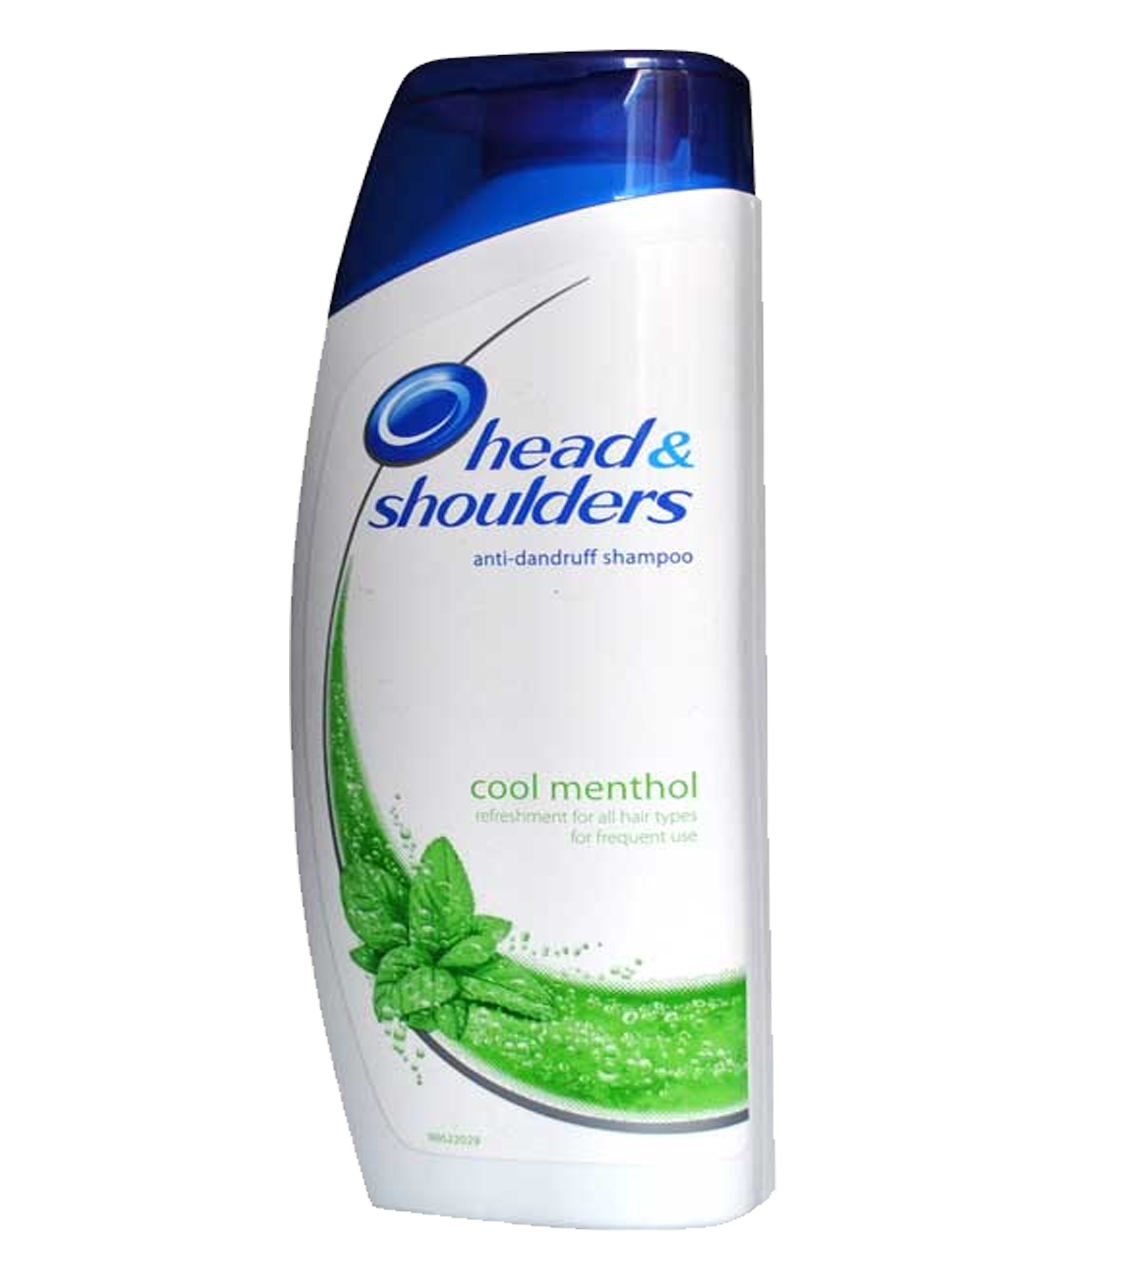 head &
shoulders
anti-dandruff shampoo
cool menthol
refreshment for all hair types
for frequent use